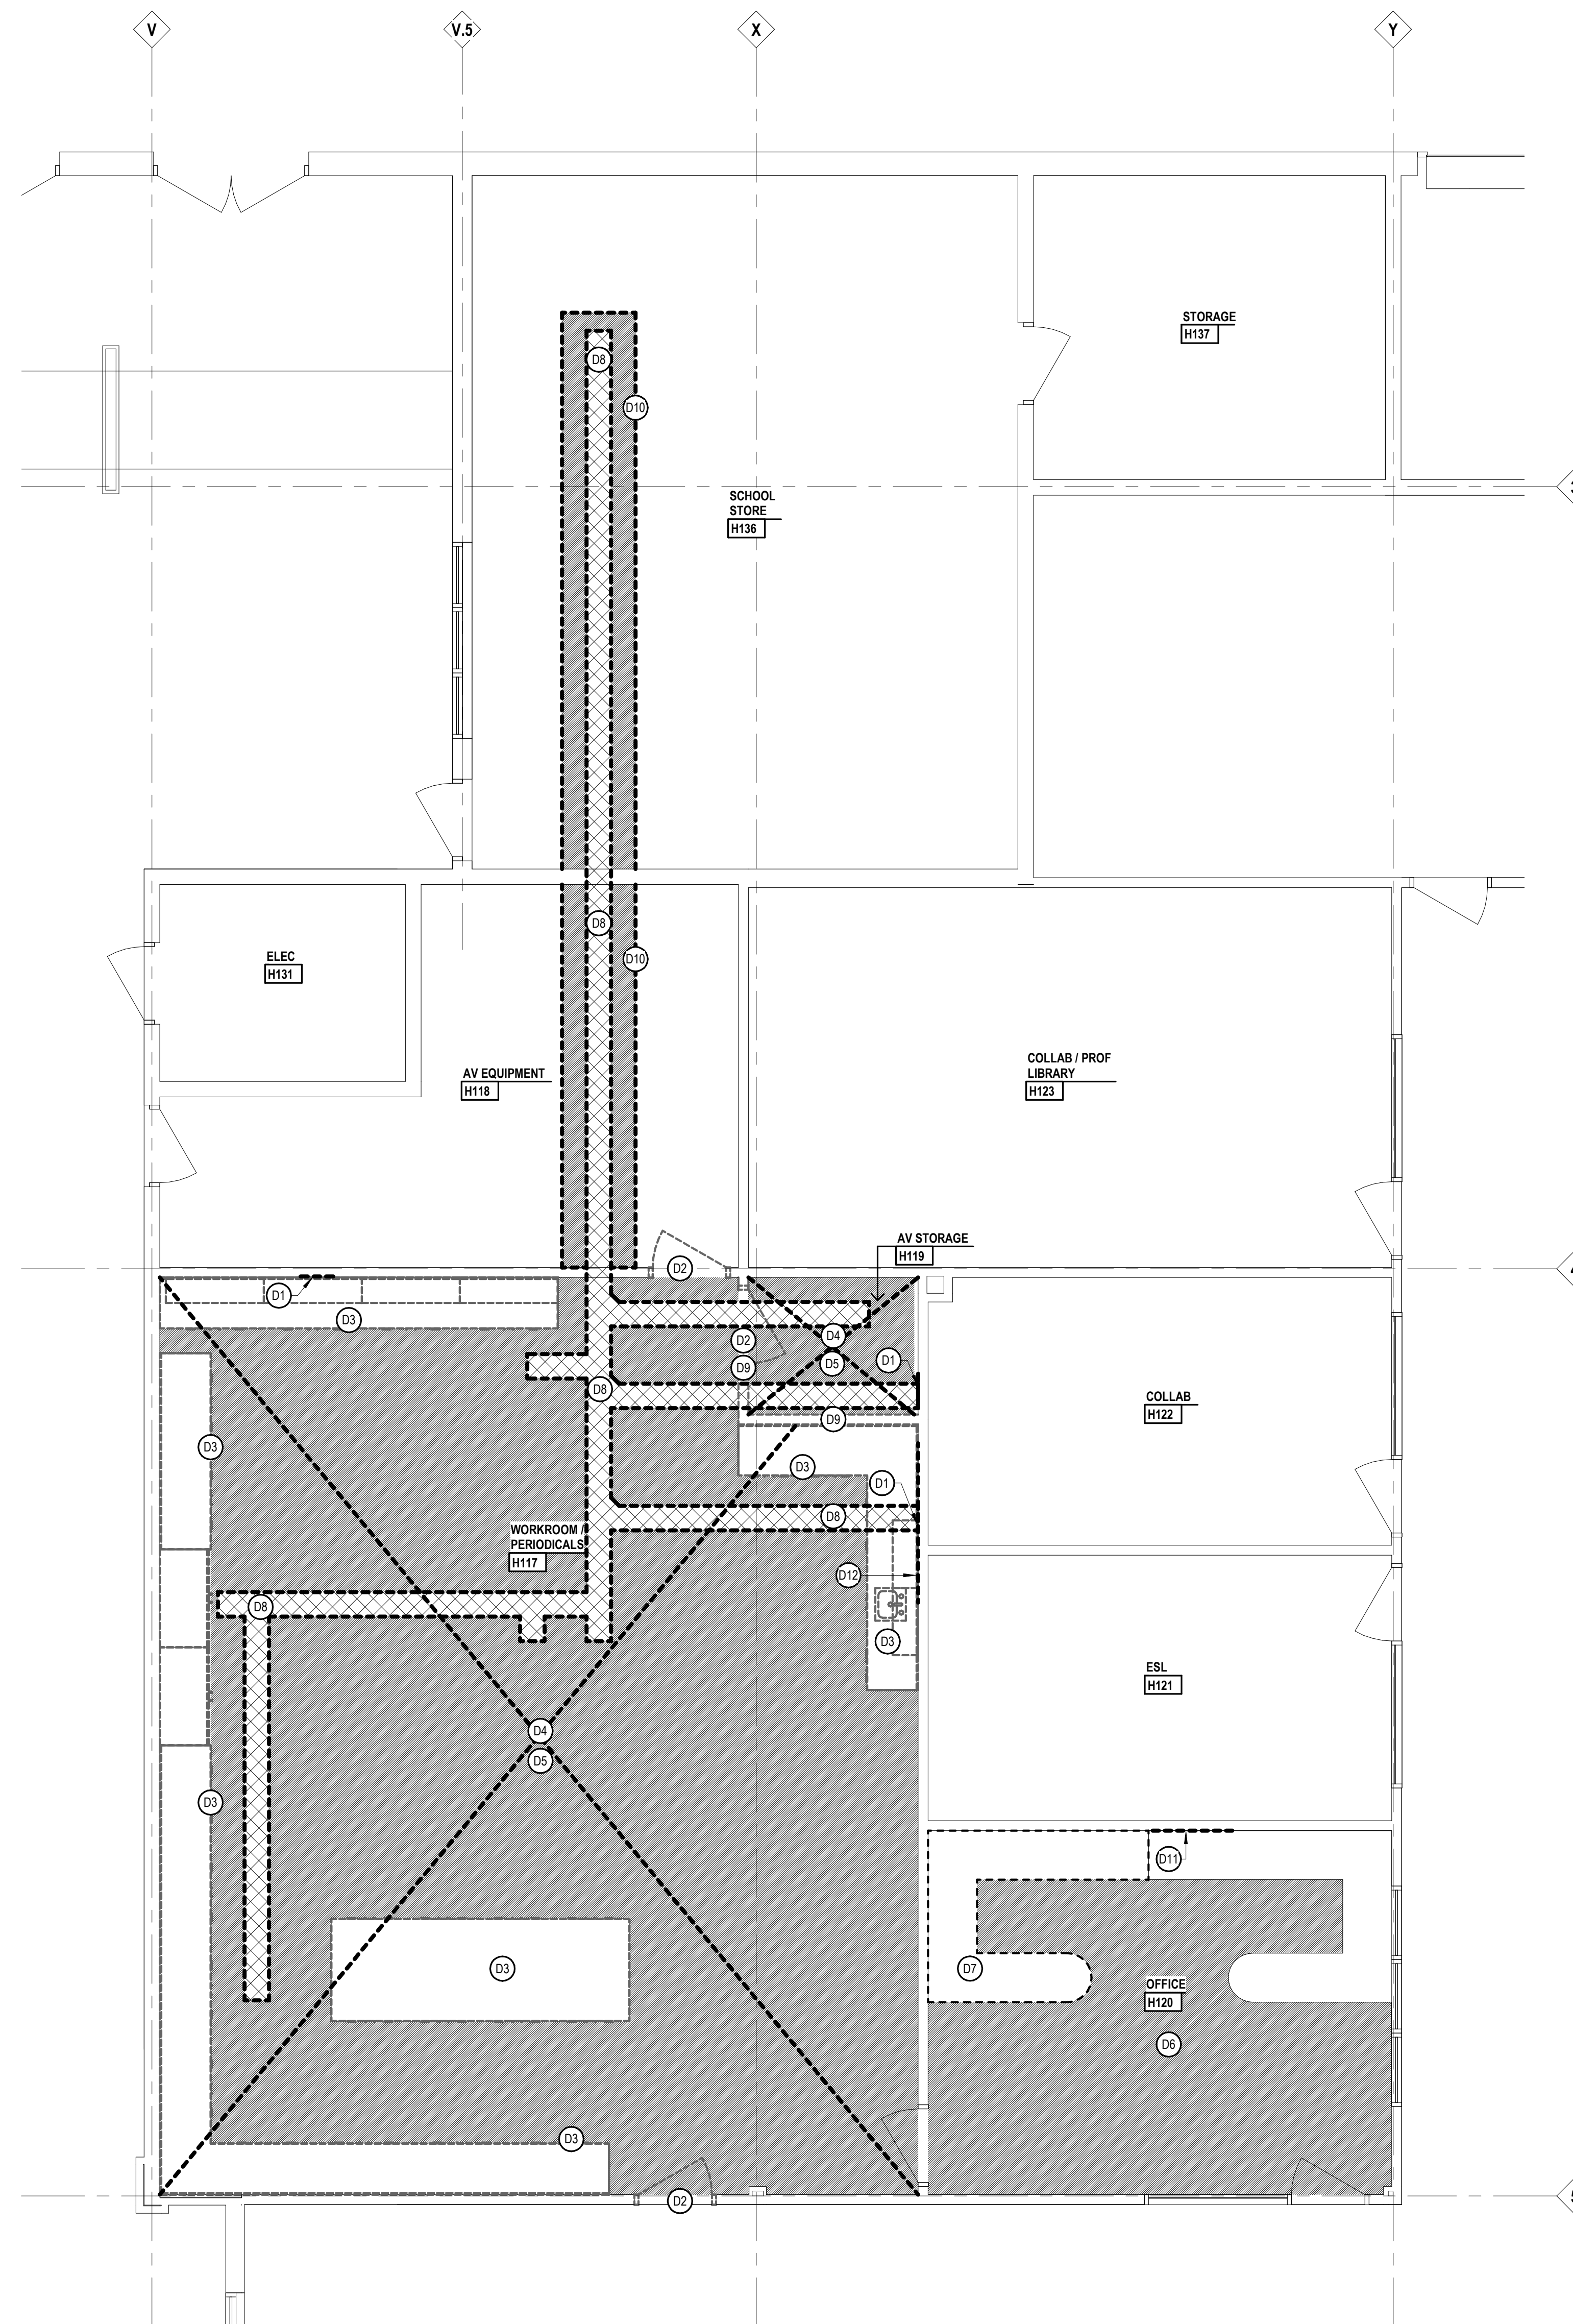 V
V.5
X
Y
STORAGE
H137
D8
D10
SCHOOL
STORE
H136
D8
D10
ELEC
H131
AV EQUIPMENT
H118
COLLAB / PROF
LIBRARY
H123
AV STORAGE
H119
D2
D1
D3
D2
D4
D9
D5
D1
D8
COLLAB
H122
D9
D3
D3
D1
D8
WORKROOM /
PERIODICALS
H117
D12
D8
D3
ESL
H121
D4
D5
D3
D11
D3
D7
OFFICE
H120
D6
D3
D2